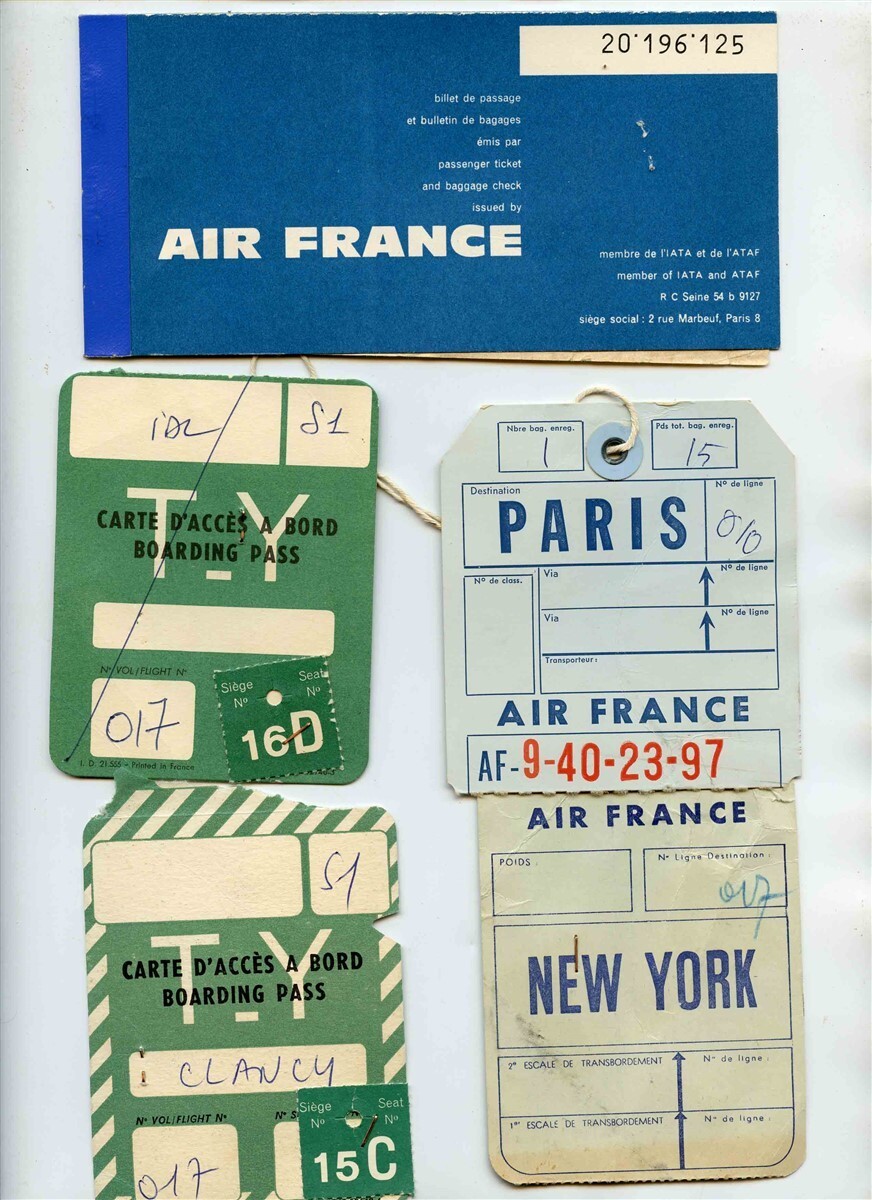 20·196·125
billet de passage
et bulletin de bagages
émis par
passenger ticket
and baggage check
issued by
AIR FRANCE
membre de l'IATA et de l'ATAF
member of IATA and ATAF
R C Seine 54 b 9127
siège social : 2 rue Marbeuf, Paris 8
S1
T-Y
CARTE D'ACCÈS A BORD
BOARDING PASS
No VOL/FLIGHT No
017
Siège No
Seat No
16D
I. D. 21.555 - Printed in France
Nbre bag. enreg.
1
Pds tot. bag. enreg.
15
Destination
PARIS
No de ligne
No de class.
Via
No de ligne
Via
No de ligne
Transporteur :
AIR FRANCE
AF-9-40-23-97
S1
T-Y
CARTE D'ACCÈS A BORD
BOARDING PASS
CLANCY
No VOL/FLIGHT No
No S
017
Siège No
Seat No
15C
AIR FRANCE
POIDS :
No Ligne Destination :
017
NEW YORK
2me ESCALE DE TRANSBORDEMENT
No de ligne :
1ère ESCALE DE TRANSBORDEMENT
No de ligne :